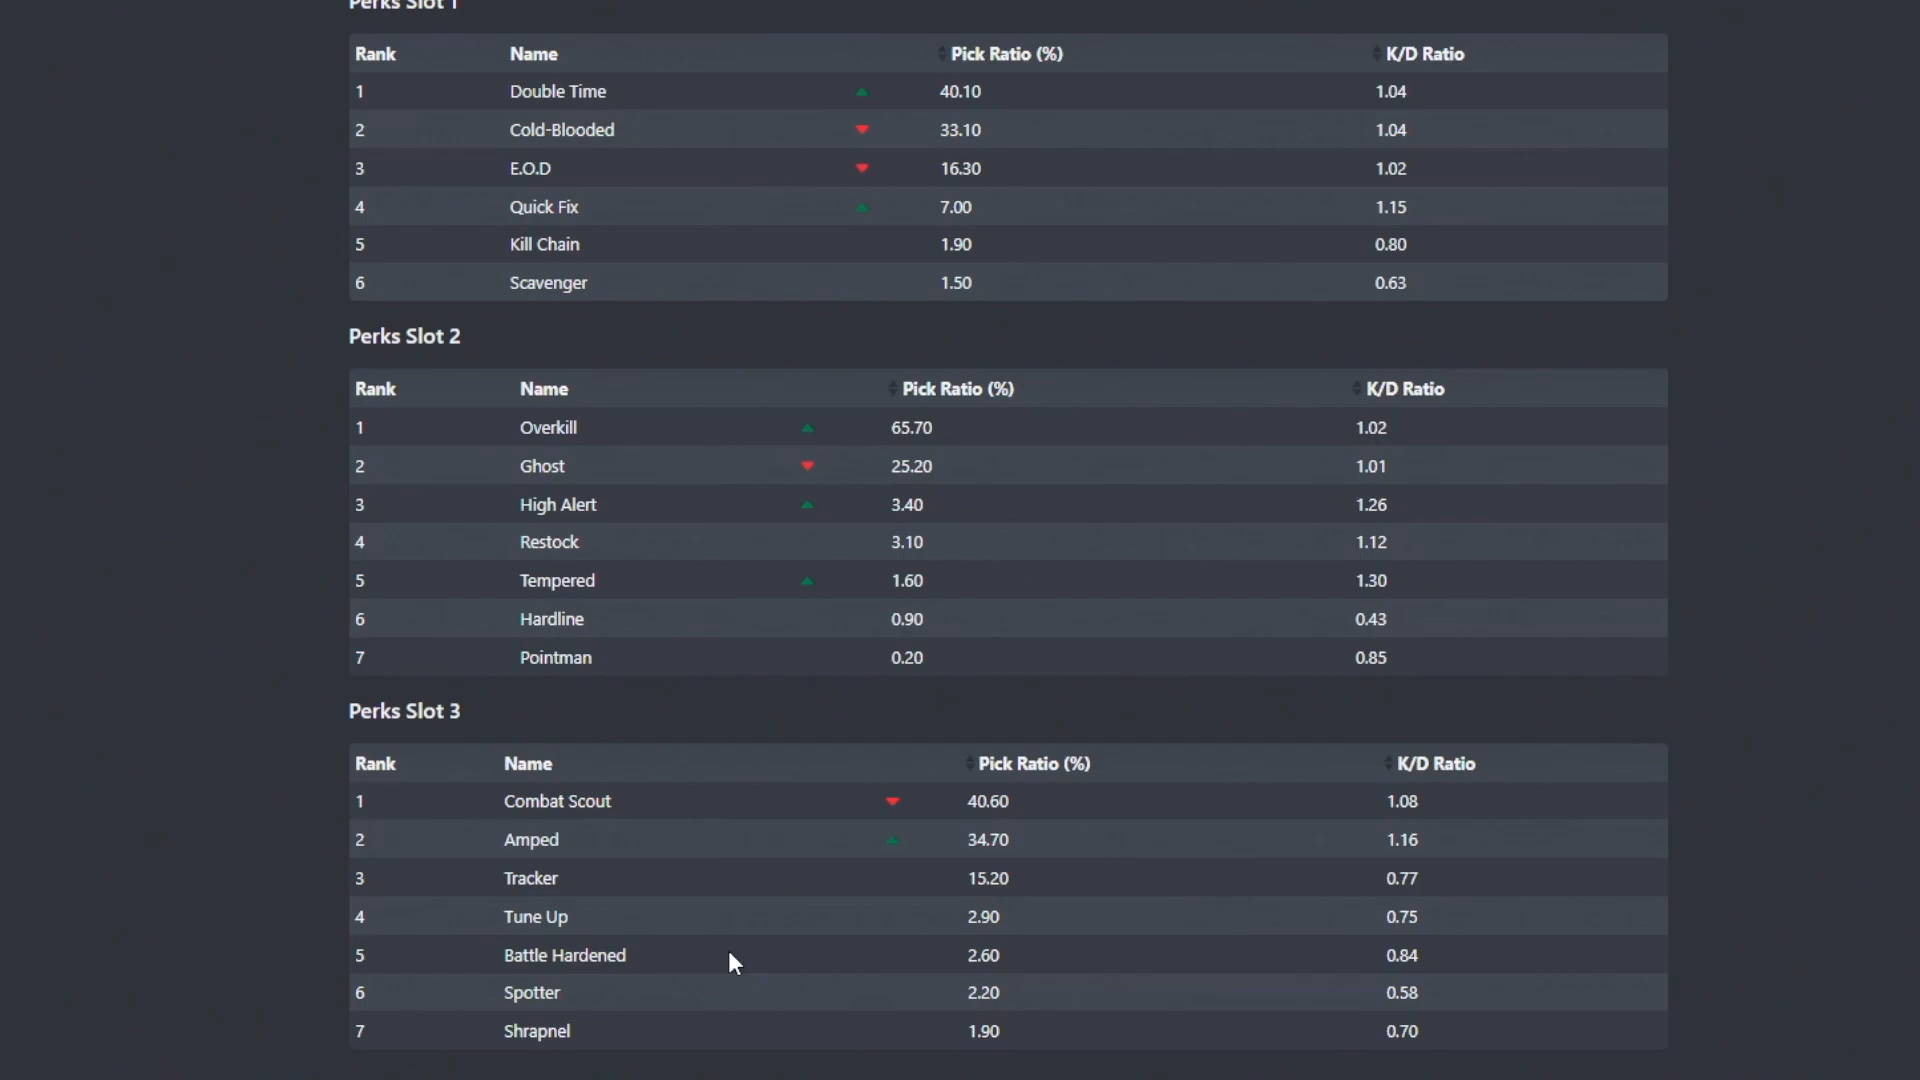 Perks Slot 1
Rank Name Pick Ratio (%) K/D Ratio
1 Double Time 40.10 1.04
2 Cold-Blooded 33.10 1.04
3 E.O.D 16.30 1.02
4 Quick Fix 7.00 1.15
5 Kill Chain 1.90 0.80
6 Scavenger 1.50 0.63
Perks Slot 2
Rank Name Pick Ratio (%) K/D Ratio
1 Overkill 65.70 1.02
2 Ghost 25.20 1.01
3 High Alert 3.40 1.26
4 Restock 3.10 1.12
5 Tempered 1.60 1.30
6 Hardline 0.90 0.43
7 Pointman 0.20 0.85
Perks Slot 3
Rank Name Pick Ratio (%) K/D Ratio
1 Combat Scout 40.60 1.08
2 Amped 34.70 1.16
3 Tracker 15.20 0.77
4 Tune Up 2.90 0.75
5 Battle Hardened 2.60 0.84
6 Spotter 2.20 0.58
7 Shrapnel 1.90 0.70